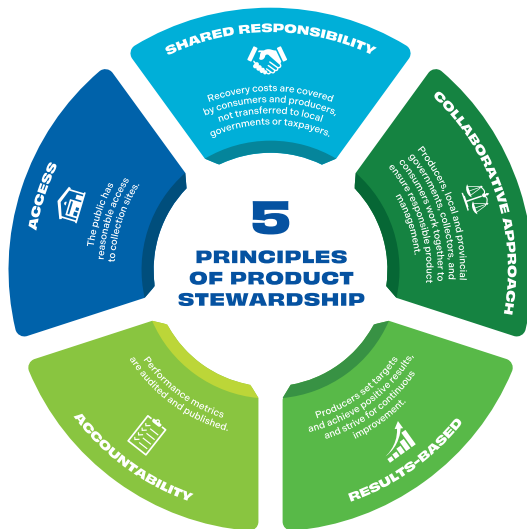 5
PRINCIPLES
OF PRODUCT
STEWARDSHIP
SHARED RESPONSIBILITY
Recovery costs are covered
by consumers and producers,
not transferred to local
governments or taxpayers.
COLLABORATIVE APPROACH
Producers, local and provincial
governments, collectors, and
consumers work together to
ensure responsible product
management.
RESULTS-BASED
Producers set targets
and achieve positive results,
and strive for continuous
improvement.
ACCOUNTABILITY
Performance metrics
are audited and published.
ACCESS
The public has
reasonable access
to collection sites.